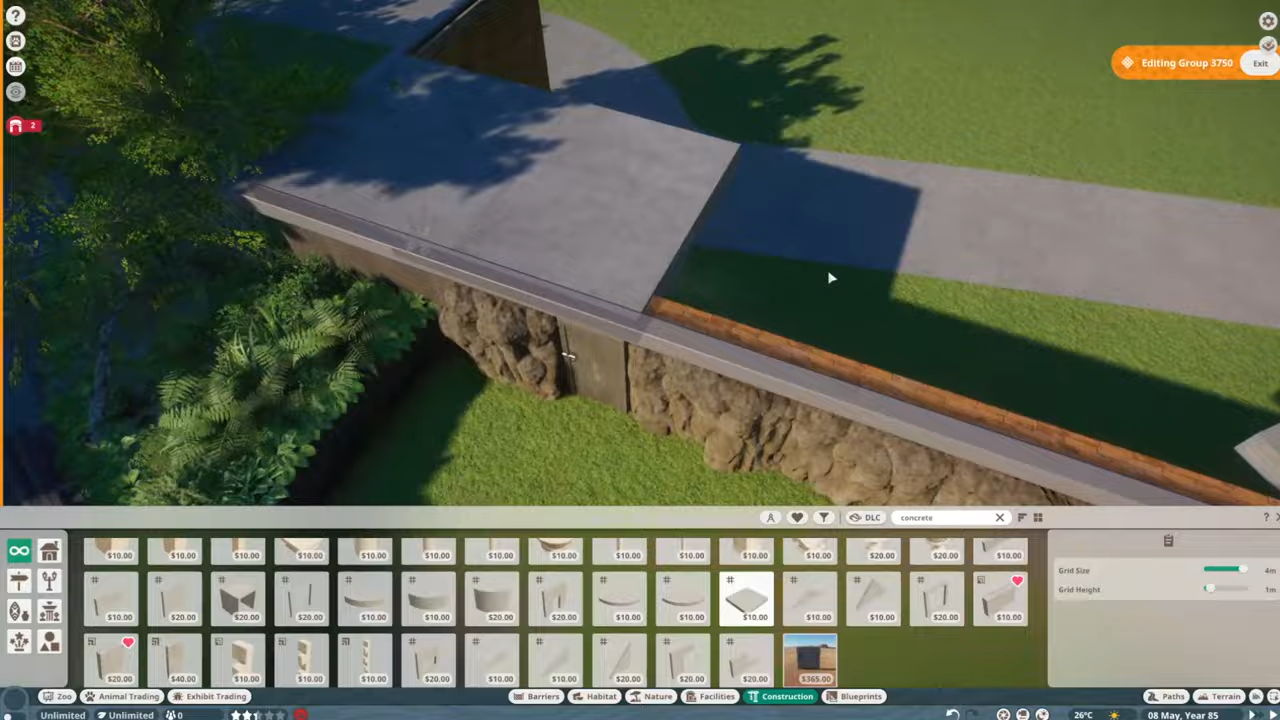 ?
Editing Group 3750 Exit
2
DLC concrete ?
$10.00 $10.00 $10.00 $10.00 $10.00 $10.00 $10.00 $10.00 $10.00 $10.00 $10.00 $10.00 $20.00 $20.00 $10.00
Grid Size 4m
Grid Height 1m
$10.00 $20.00 $20.00 $20.00 $10.00 $10.00 $20.00 $20.00 $10.00 $10.00 $10.00 $10.00 $20.00 $20.00 $10.00
$20.00 $40.00 $10.00 $10.00 $10.00 $20.00 $10.00 $10.00 $20.00 $20.00 $20.00 $365.00
Zoo Animal Trading Exhibit Trading Barriers Habitat Nature Facilities Construction Blueprints Paths Terrain
Unlimited Unlimited 0 26°C 08 May, Year 85